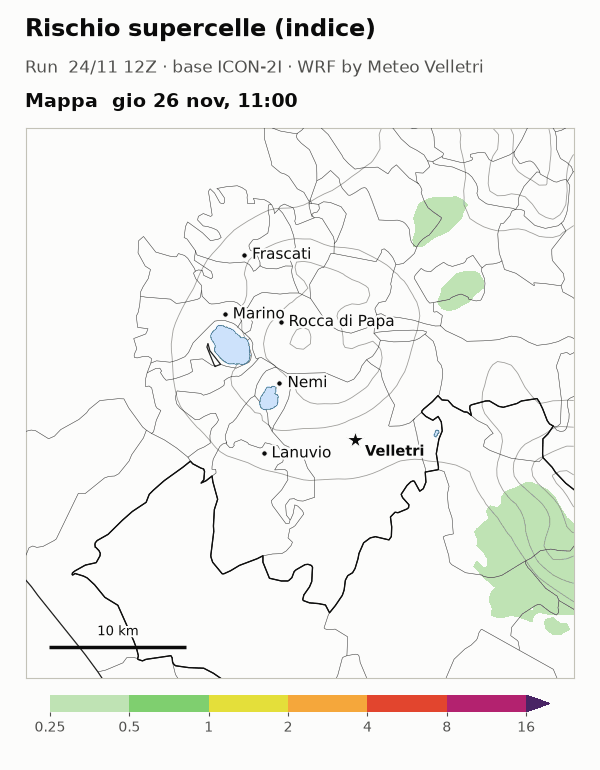 Rischio supercelle (indice)
Run  24/11 12Z · base ICON-2I · WRF by Meteo Velletri
Mappa  gio 26 nov, 11:00
Frascati
Marino
Rocca di Papa
Nemi
Velletri
Lanuvio
10 km
0.25 0.5 1 2 4 8 16